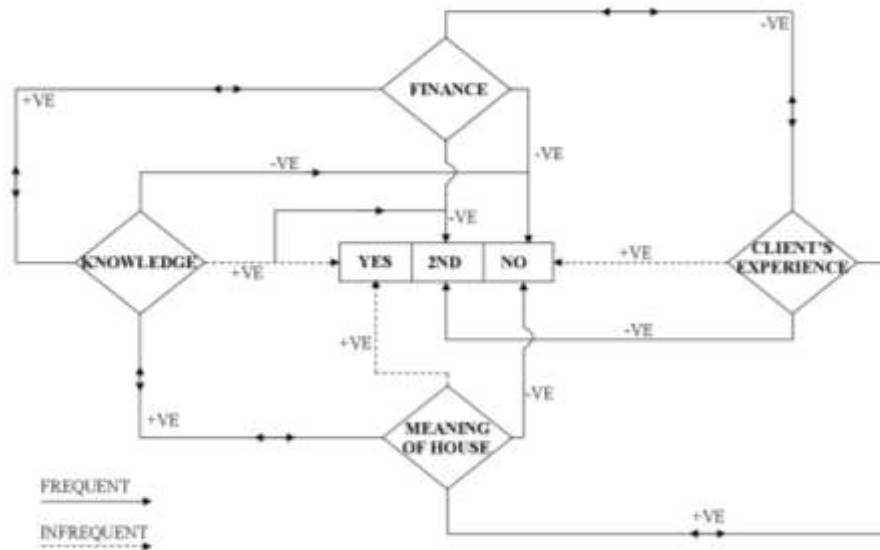 -VE
FINANCE
+VE
-VE
-VE
-VE
KNOWLEDGE
+VE
YES 2ND NO
+VE
CLIENT'S
EXPERIENCE
+VE
-VE
-VE
+VE
MEANING
OF HOUSE
FREQUENT
+VE
INFREQUENT